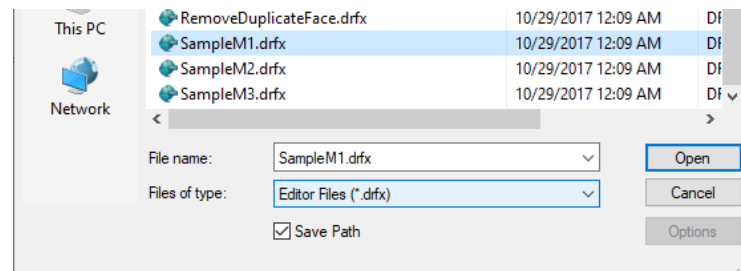 This PC
Network
RemoveDuplicateFace.drfx 10/29/2017 12:09 AM
SampleM1.drfx 10/29/2017 12:09 AM
SampleM2.drfx 10/29/2017 12:09 AM
SampleM3.drfx 10/29/2017 12:09 AM
File name: SampleM1.drfx Open
Files of type: Editor Files (*.drfx) Cancel
Save Path Options